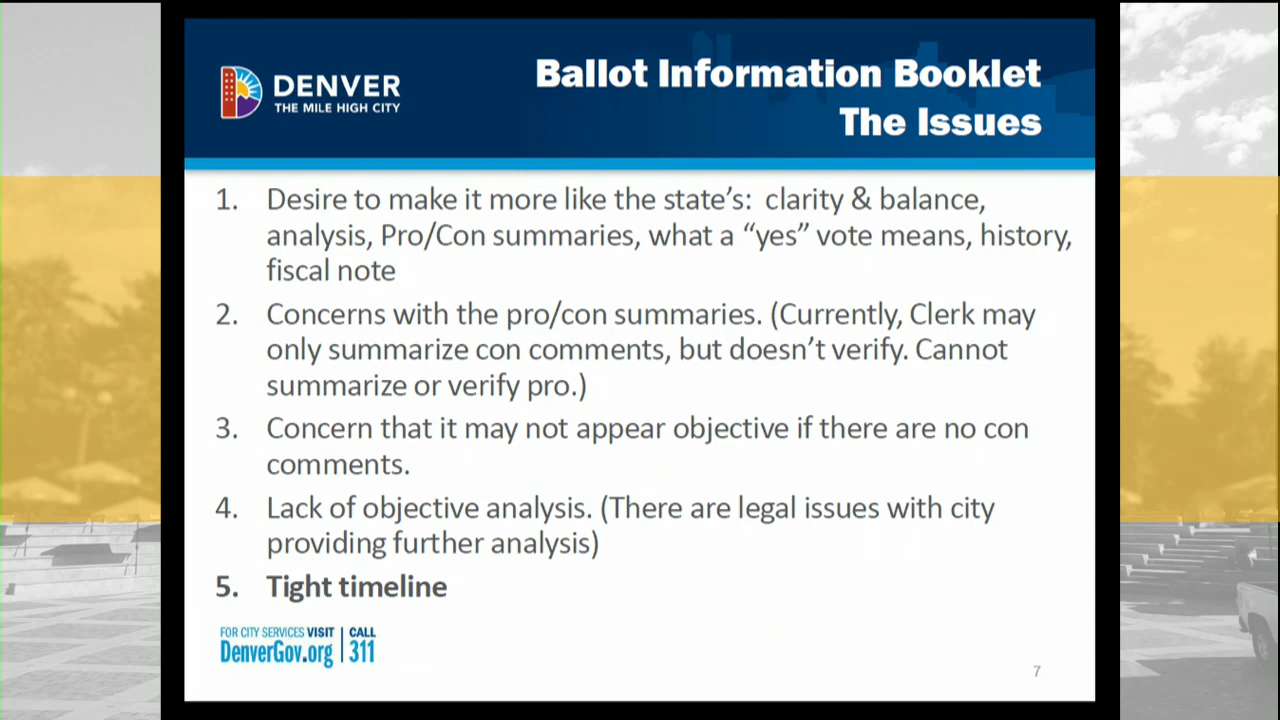 DENVER
THE MILE HIGH CITY
Ballot Information Booklet
The Issues
1. Desire to make it more like the state’s: clarity & balance,
analysis, Pro/Con summaries, what a “yes” vote means, history,
fiscal note
2. Concerns with the pro/con summaries. (Currently, Clerk may
only summarize con comments, but doesn’t verify. Cannot
summarize or verify pro.)
3. Concern that it may not appear objective if there are no con
comments.
4. Lack of objective analysis. (There are legal issues with city
providing further analysis)
5. Tight timeline
FOR CITY SERVICES VISIT | CALL
DenverGov.org | 311
7